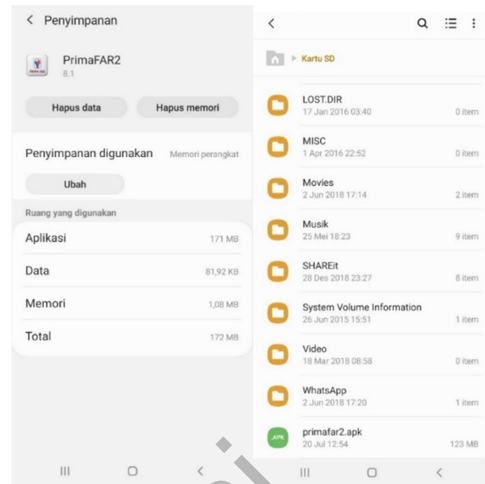 Penyimpanan
PrimaFAR2
8.1
Hapus data
Hapus memori
Penyimpanan digunakan
Memori perangkat
Ubah
Ruang yang digunakan
Aplikasi
171 MB
Data
81,92 KB
Memori
1,08 MB
Total
172 MB
Kartu SD
LOST.DIR
17 Jan 2016 03:40
0 item
MISC
1 Apr 2016 22:52
0 item
Movies
2 Jun 2018 17:14
2 item
Musik
25 Mei 18:23
9 item
SHAREit
28 Des 2018 23:27
8 item
System Volume Information
26 Jun 2015 15:51
1 item
Video
18 Mar 2018 08:58
0 item
WhatsApp
2 Jun 2018 17:20
1 item
APK
primafar2.apk
20 Jul 12:54
123 MB